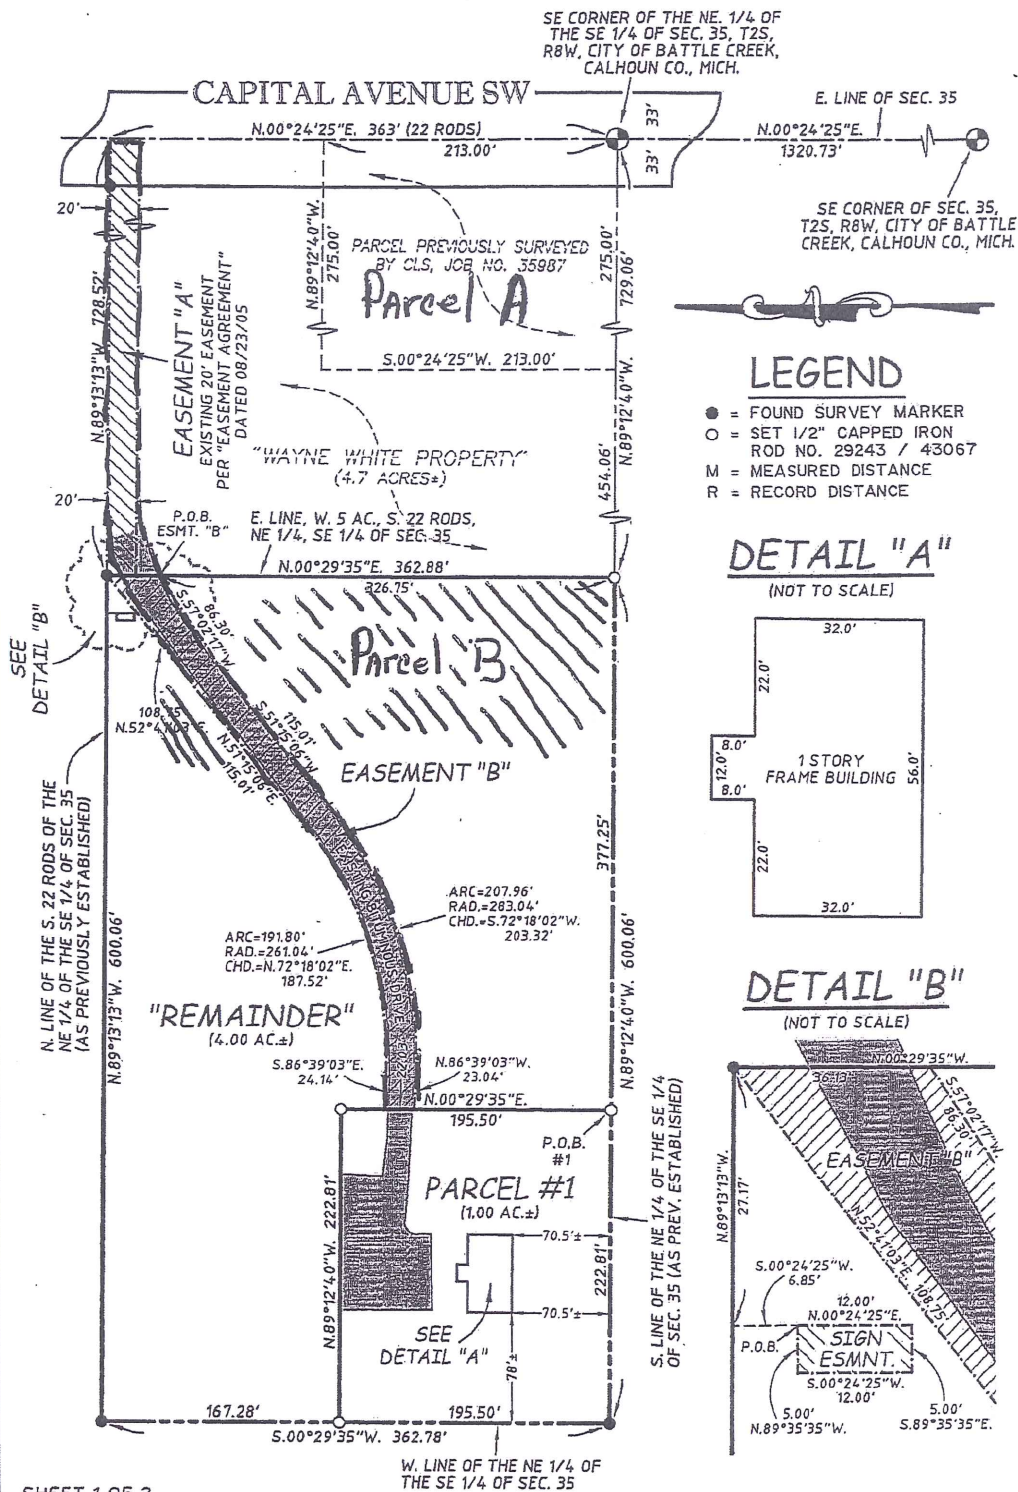 SE CORNER OF THE NE. 1/4 OF
THE SE 1/4 OF SEC. 35, T2S,
R8W, CITY OF BATTLE CREEK,
CALHOUN CO., MICH.
CAPITAL AVENUE SW
E. LINE OF SEC. 35
N.00°24'25"E. 363' (22 RODS)
213.00'
33'
33'
N.00°24'25"E.
1320.73'
SE CORNER OF SEC. 35,
T2S, R8W, CITY OF BATTLE
CREEK, CALHOUN CO., MICH.
20'
N.89°13'13"W. 728.52'
EASEMENT "A"
EXISTING 20' EASEMENT
PER "EASEMENT AGREEMENT"
DATED 08/23/05
N.89°12'40"W.
275.00'
PARCEL PREVIOUSLY SURVEYED
BY CLS, JOB NO. 35987
Parcel A
275.00'
729.06'
S.00°24'25"W. 213.00'
N.89°12'40"W.
454.06'
"WAYNE WHITE PROPERTY"
(4.7 ACRES±)
20'
P.O.B.
ESMT. "B"
E. LINE, W. 5 AC., S. 22 RODS,
NE 1/4, SE 1/4 OF SEC. 35
N.00°29'35"E. 362.88'
326.75'
LEGEND
● = FOUND SURVEY MARKER
○ = SET 1/2" CAPPED IRON
ROD NO. 29243 / 43067
M = MEASURED DISTANCE
R = RECORD DISTANCE
SEE
DETAIL "B"
86.30'
S.57°02'17"W
Parcel B
108.75'
N.52°41'03"E.
115.01'
S.51°15'06"W
N.51°15'06"E.
115.01'
EASEMENT "B"
N. LINE OF THE S. 22 RODS OF THE
NE 1/4 OF THE SE 1/4 OF SEC. 35
(AS PREVIOUSLY ESTABLISHED)
N.89°13'13"W. 600.06'
377.25'
N.89°12'40"W. 600.06'
ARC=207.96'
RAD.=283.04'
CHD.=S.72°18'02"W.
203.32'
ARC=191.80'
RAD.=261.04'
CHD.=N.72°18'02"E.
187.52'
EXISTING BITUMINOUS DRIVE
"REMAINDER"
(4.00 AC.±)
S.86°39'03"E.
24.14'
N.86°39'03"W.
23.04'
N.00°29'35"E.
195.50'
P.O.B.
#1
PARCEL #1
(1.00 AC.±)
N.89°12'40"W. 222.81'
70.5'±
222.81'
70.5'±
SEE
DETAIL "A"
78'±
S. LINE OF THE NE 1/4 OF THE SE 1/4
OF SEC. 35 (AS PREV. ESTABLISHED)
167.28'
195.50'
S.00°29'35"W. 362.78'
W. LINE OF THE NE 1/4 OF
THE SE 1/4 OF SEC. 35
DETAIL "A"
(NOT TO SCALE)
32.0'
22.0'
8.0'
12.0'
8.0'
1 STORY
FRAME BUILDING
56.0'
22.0'
32.0'
DETAIL "B"
(NOT TO SCALE)
N.00°29'35"W.
36.13'
S.57°02'17"W.
86.30'
EASEMENT "B"
N.89°13'13"W.
27.17'
N.52°41'03"E. 108.75'
S.00°24'25"W.
6.85'
12.00'
N.00°24'25"E.
P.O.B.
SIGN
ESMNT.
S.00°24'25"W.
12.00'
5.00'
N.89°35'35"W.
5.00'
S.89°35'35"E.